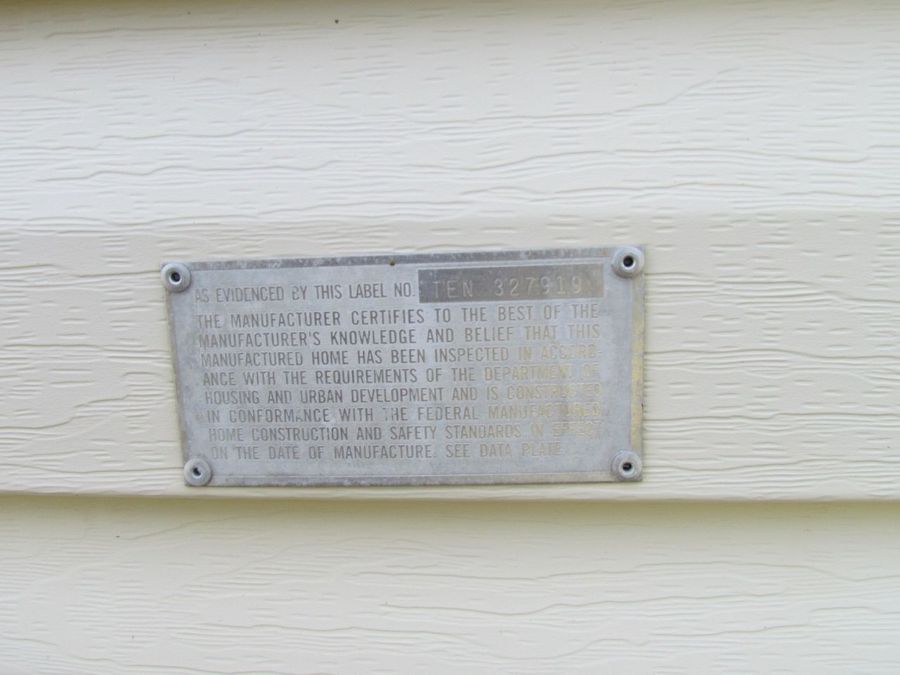 AS EVIDENCED BY THIS LABEL NO. TEN 327919
THE MANUFACTURER CERTIFIES TO THE BEST OF THE
MANUFACTURER'S KNOWLEDGE AND BELIEF THAT THIS
MANUFACTURED HOME HAS BEEN INSPECTED IN ACCORD-
ANCE WITH THE REQUIREMENTS OF THE DEPARTMENT OF
HOUSING AND URBAN DEVELOPMENT AND IS CONSTRUCTED
IN CONFORMANCE WITH THE FEDERAL MANUFACTURED
HOME CONSTRUCTION AND SAFETY STANDARDS IN EFFECT
ON THE DATE OF MANUFACTURE. SEE DATA PLATE